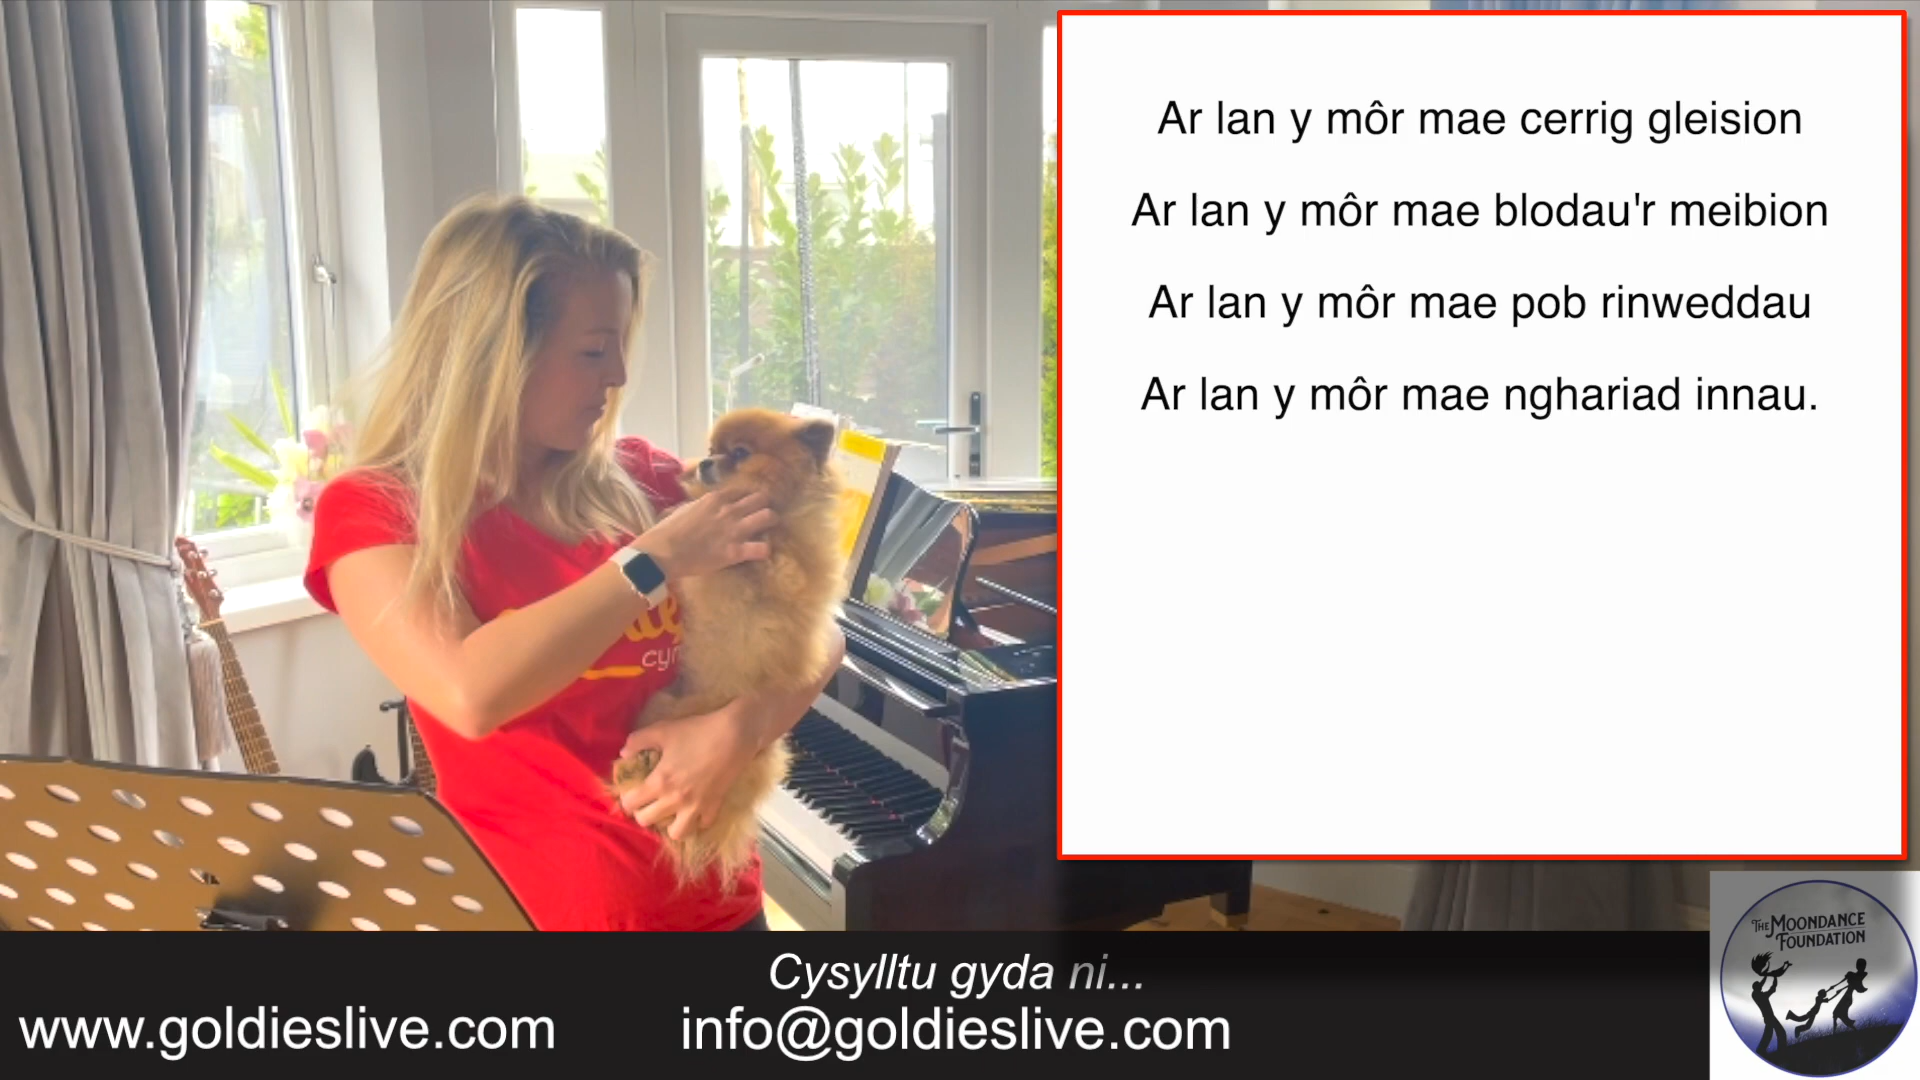 Ar lan y môr mae cerrig gleision
Ar lan y môr mae blodau'r meibion
Ar lan y môr mae pob rinweddau
Ar lan y môr mae nghariad innau.
THE MOONDANCE
FOUNDATION
Cysylltu gyda ni...
www.goldieslive.com
info@goldieslive.com